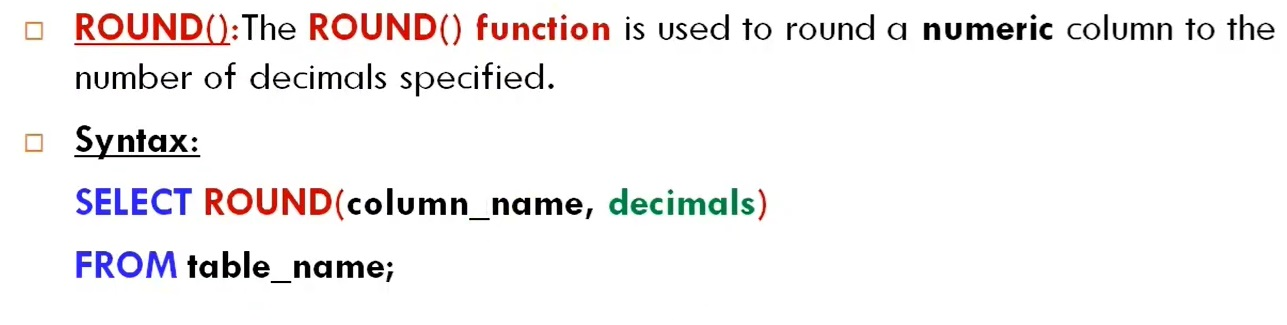 ROUND():The ROUND() function is used to round a numeric column to the
number of decimals specified.
Syntax:
SELECT ROUND(column_name, decimals)
FROM table_name;